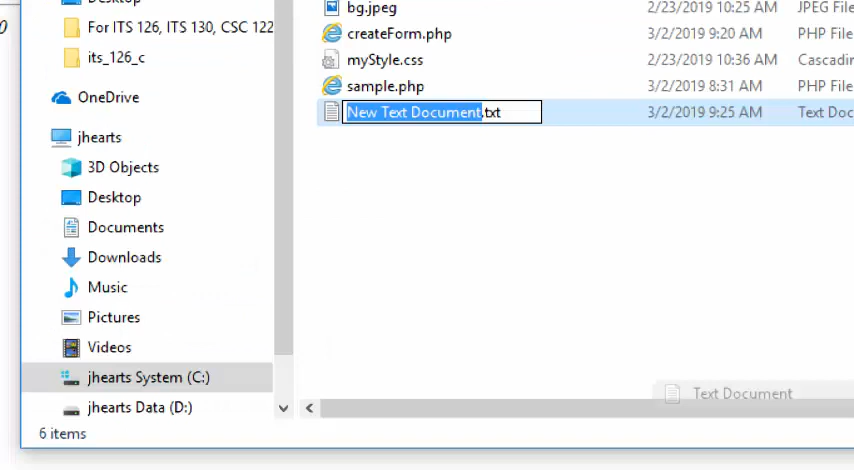 Desktop
For ITS 126, ITS 130, CSC 122
its_126_c
OneDrive
jhearts
3D Objects
Desktop
Documents
Downloads
Music
Pictures
Videos
jhearts System (C:)
jhearts Data (D:)
6 items
bg.jpeg 2/23/2019 10:25 AM JPEG File
createForm.php 3/2/2019 9:20 AM PHP File
myStyle.css 2/23/2019 10:36 AM Cascadin
sample.php 3/2/2019 8:31 AM PHP File
New Text Document.txt 3/2/2019 9:25 AM Text Doc
Text Document